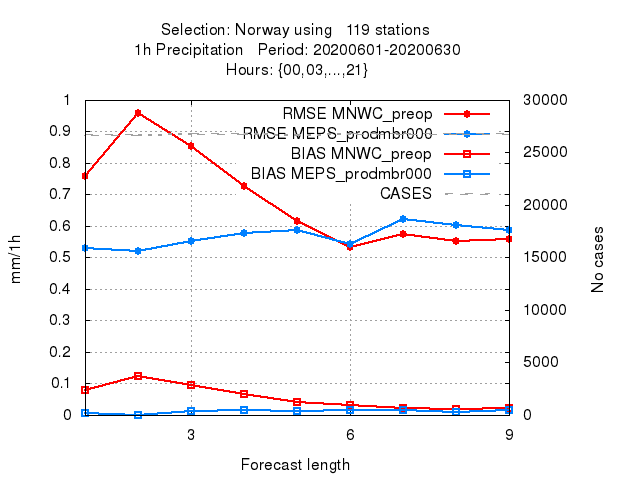 Selection: Norway using 119 stations
1h Precipitation Period: 20200601-20200630
Hours: {00,03,...,21}
RMSE MNWC_preop
RMSE MEPS_prodmbr000
BIAS MNWC_preop
BIAS MEPS_prodmbr000
CASES
1
0.9
0.8
0.7
0.6
0.5
0.4
0.3
0.2
0.1
0
mm/1h
30000
25000
20000
15000
10000
5000
0
No cases
3
6
9
Forecast length